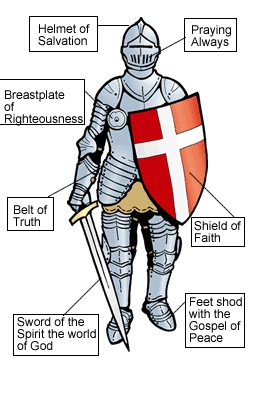 Helmet of
Salvation
Praying
Always
Breastplate
of
Righteousness
Belt of
Truth
Shield of
Faith
Sword of the
Spirit the world
of God
Feet shod
with the
Gospel of
Peace